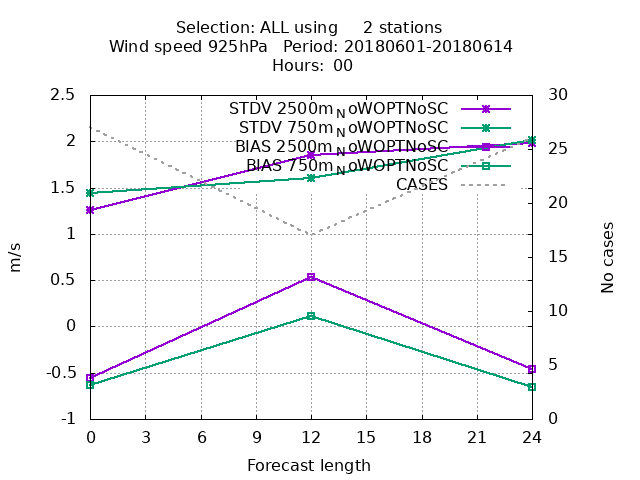 Selection: ALL using     2 stations
Wind speed 925hPa   Period: 20180601-20180614
Hours:  00
2.5
2
1.5
1
0.5
0
-0.5
-1
30
25
20
15
10
5
0
STDV 2500m_NoWOPTNoSC
STDV 750m_NoWOPTNoSC
BIAS 2500m_NoWOPTNoSC
BIAS 750m_NoWOPTNoSC
CASES
m/s
No cases
0 3 6 9 12 15 18 21 24
Forecast length